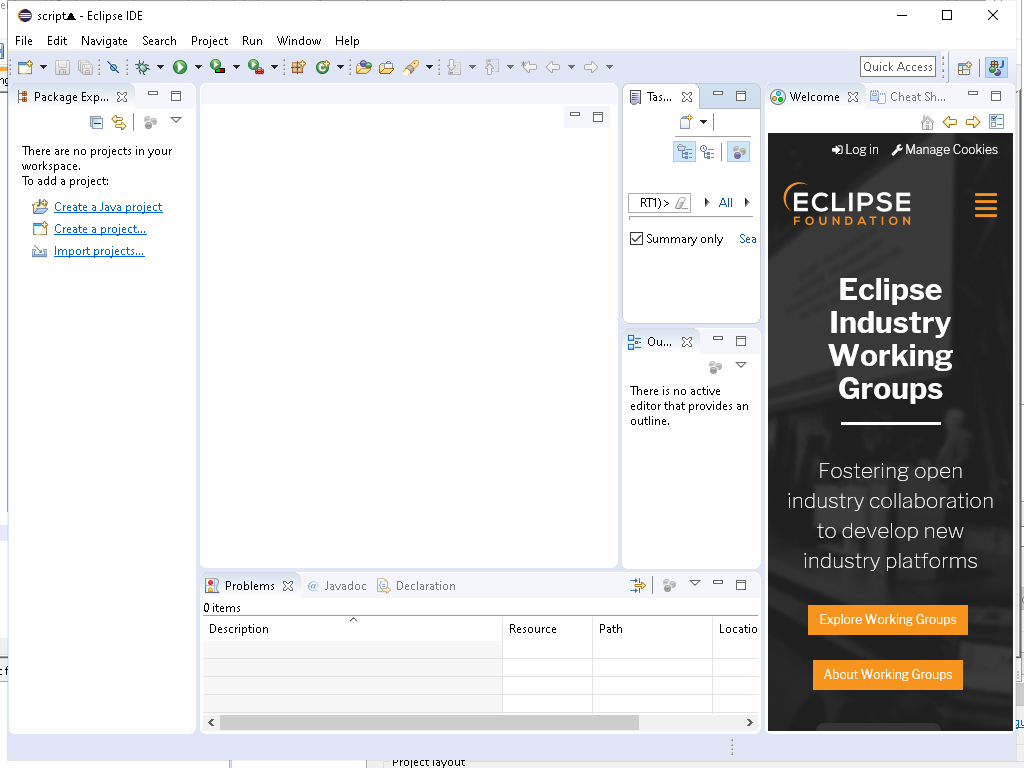 script▲ - Eclipse IDE
File Edit Navigate Search Project Run Window Help
Quick Access
Package Exp...
There are no projects in your
workspace.
To add a project:
Create a Java project
Create a project...
Import projects...
Tas...
RT1) > All
Summary only Sea
Ou...
There is no active
editor that provides an
outline.
Welcome Cheat Sh...
Log in Manage Cookies
ECLIPSE
FOUNDATION
Eclipse
Industry
Working
Groups
Fostering open
industry collaboration
to develop new
industry platforms
Explore Working Groups
About Working Groups
Problems @ Javadoc Declaration
0 items
Description Resource Path Locatio
Project layout